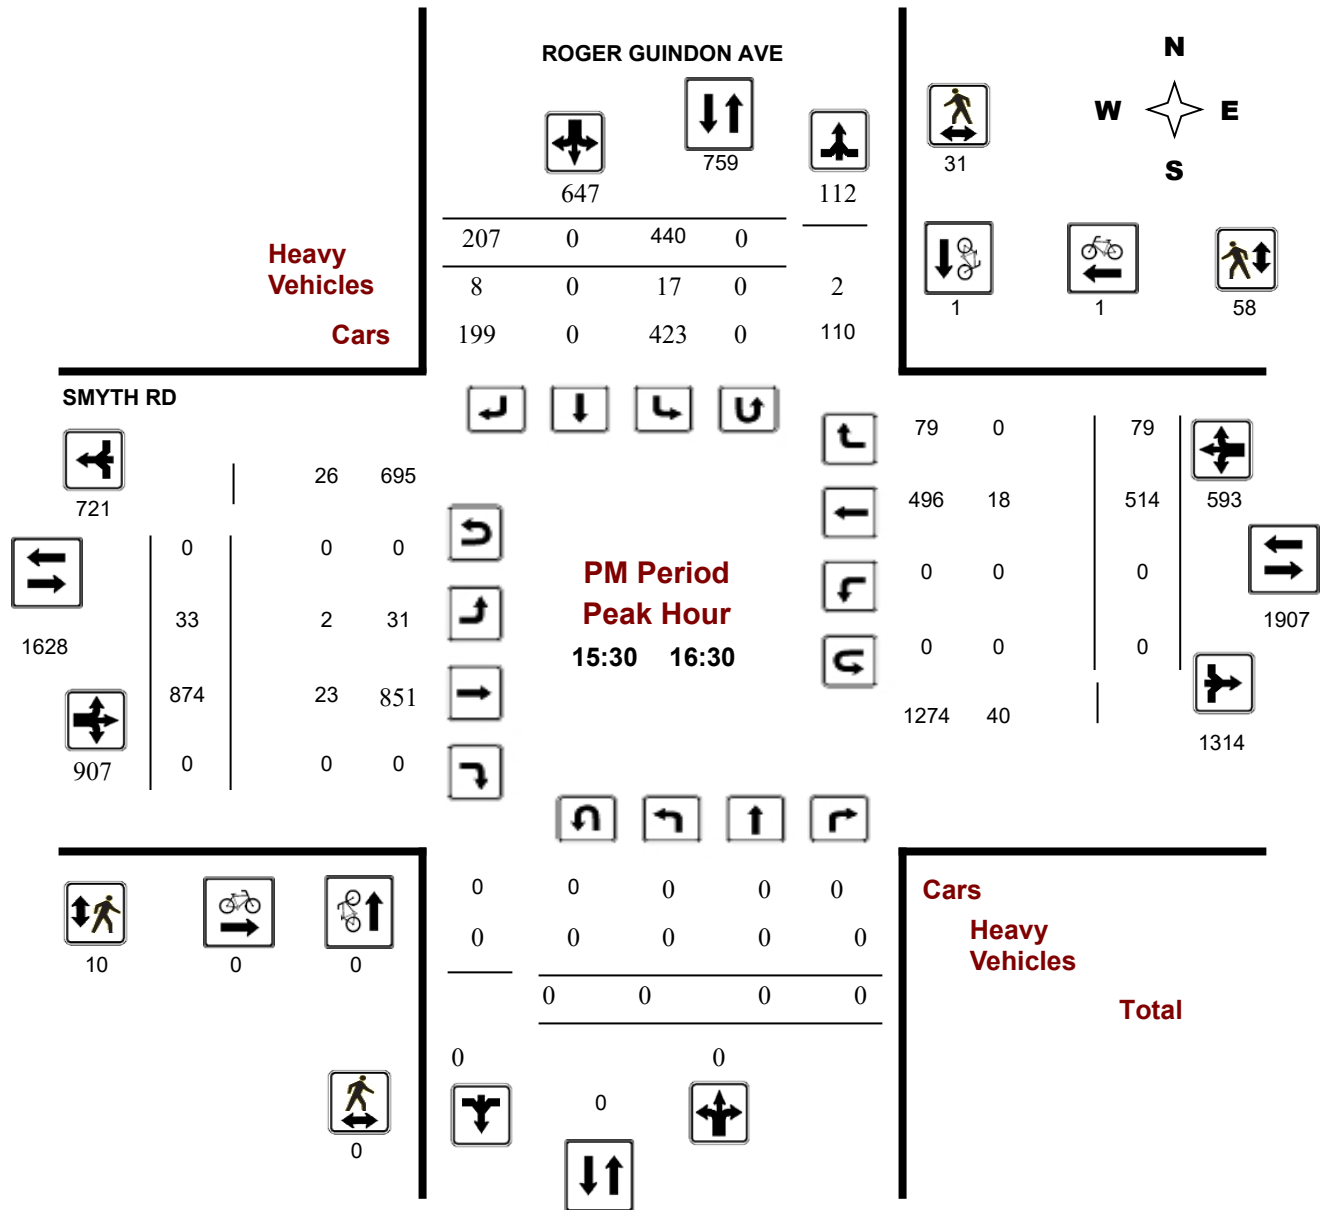 N
ROGER GUINDON AVE
W E
759
31
S
647 112
207 0 440 0
Heavy
Vehicles
8 0 17 0 2
1 1 58
Cars 199 0 423 0 110
SMYTH RD
79 0 79
26 695
721 496 18 514 593
0 0 0
PM Period
0 0 0
33 2 31
Peak Hour
1907
1628
15:30 16:30
0 0 0
874 23 851
1274 40
1314
907 0 0 0
0 0 0 0 0
Cars
0 0 0 0 0
Heavy
Vehicles
10 0 0
0 0 0 0
Total
0 0
0
0